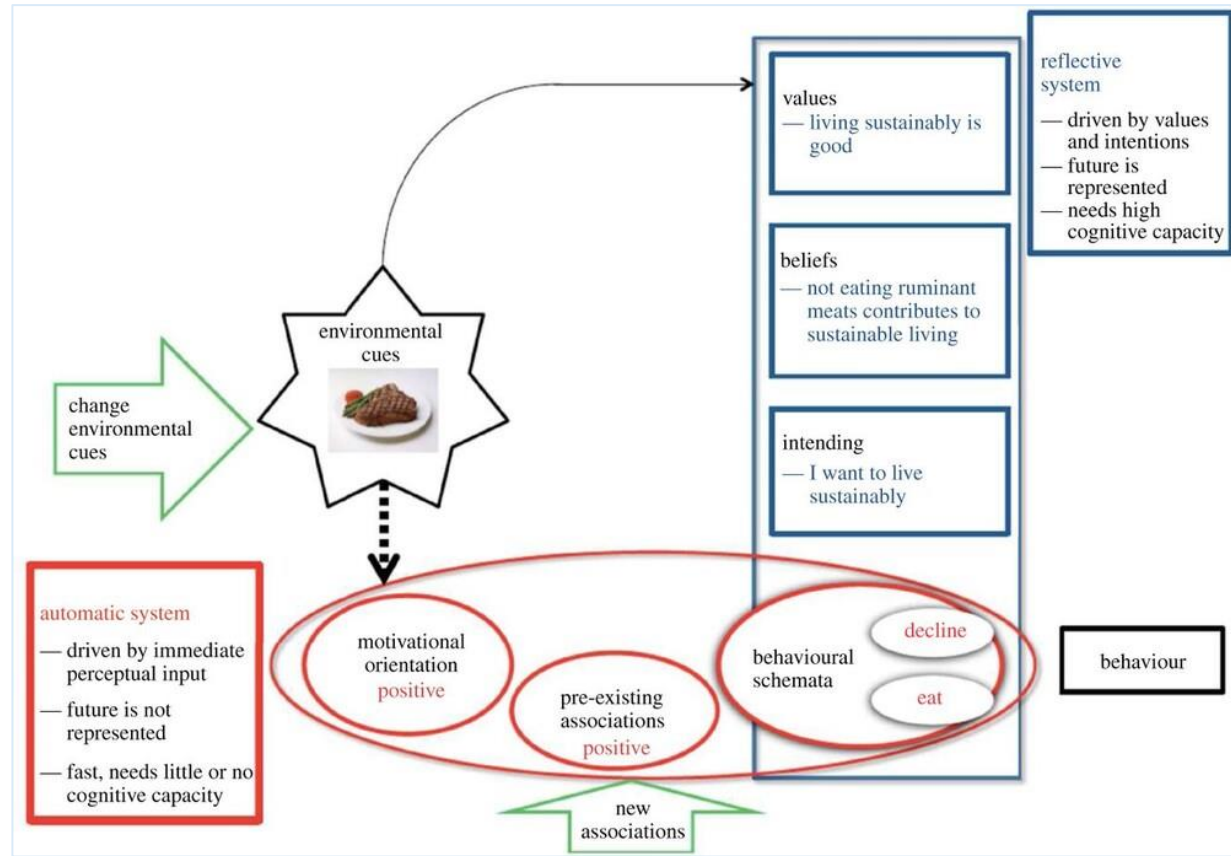 reflective
system
— driven by values
and intentions
— future is
represented
— needs high
cognitive capacity
values
— living sustainably is
good
beliefs
— not eating ruminant
meats contributes to
sustainable living
intending
— I want to live
sustainably
environmental
cues
change
environmental
cues
automatic system
— driven by immediate
perceptual input
— future is not
represented
— fast, needs little or no
cognitive capacity
motivational
orientation
positive
pre-existing
associations
positive
behavioural
schemata
decline
eat
behaviour
new
associations